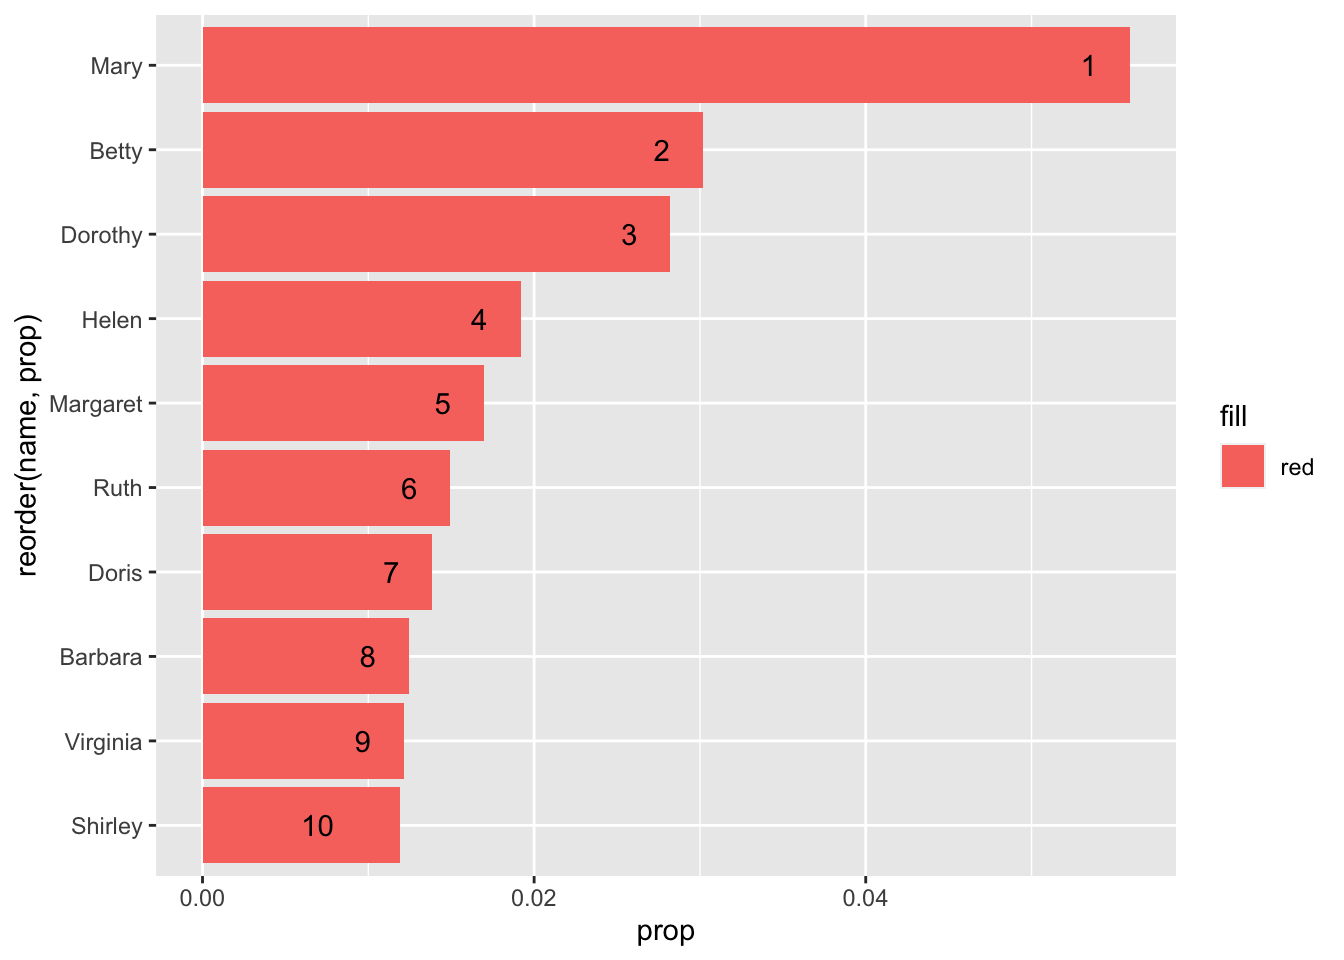 Mary
1
Betty
2
Dorothy
3
Helen
4
Margaret
5
Ruth
6
Doris
7
Barbara
8
Virginia
9
Shirley
10
0.00
0.02
0.04
prop
reorder(name, prop)
fill
red